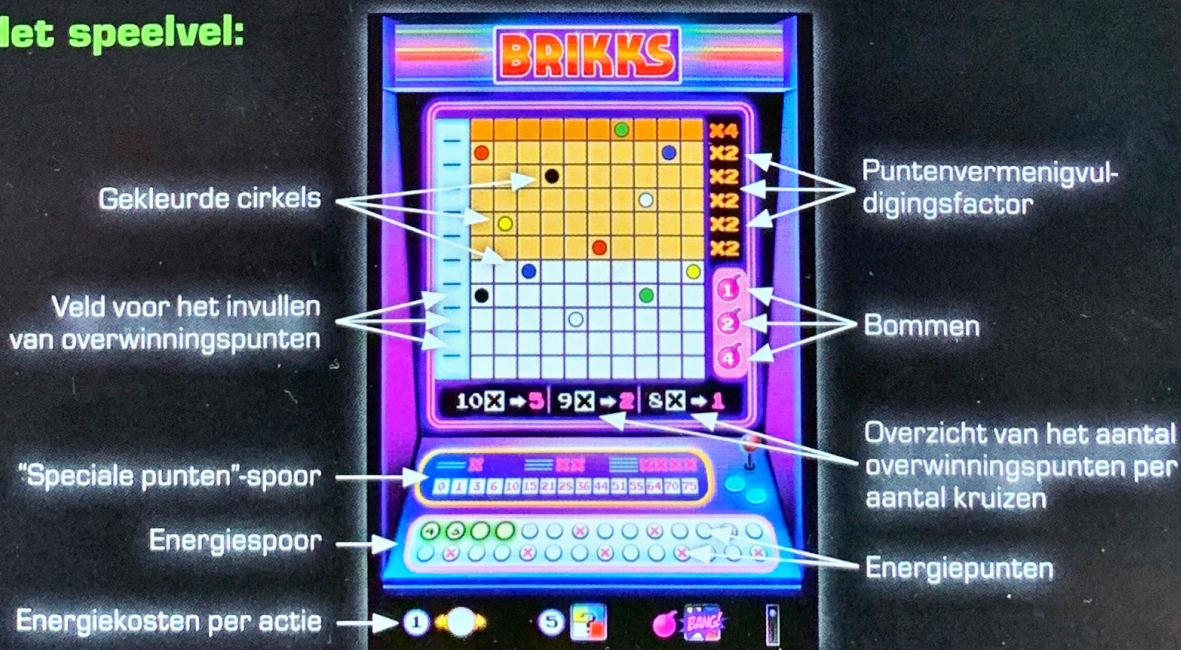 Het speelvel:
BRIKKS
X4
X2
X2
X2
X2
X2
Gekleurde cirkels
Puntenvermenigvul-
digingsfactor
Veld voor het invullen
van overwinningspunten
1
2
4
Bommen
10 X → 5 9 X → 2 8 X → 1
Overzicht van het aantal
overwinningspunten per
aantal kruizen
"Speciale punten"-spoor
0 1 3 6 10 15 21 28 36 44 51 58 64 70 75
Energiespoor
Energiepunten
Energiekosten per actie
1
5 ?
BANG!